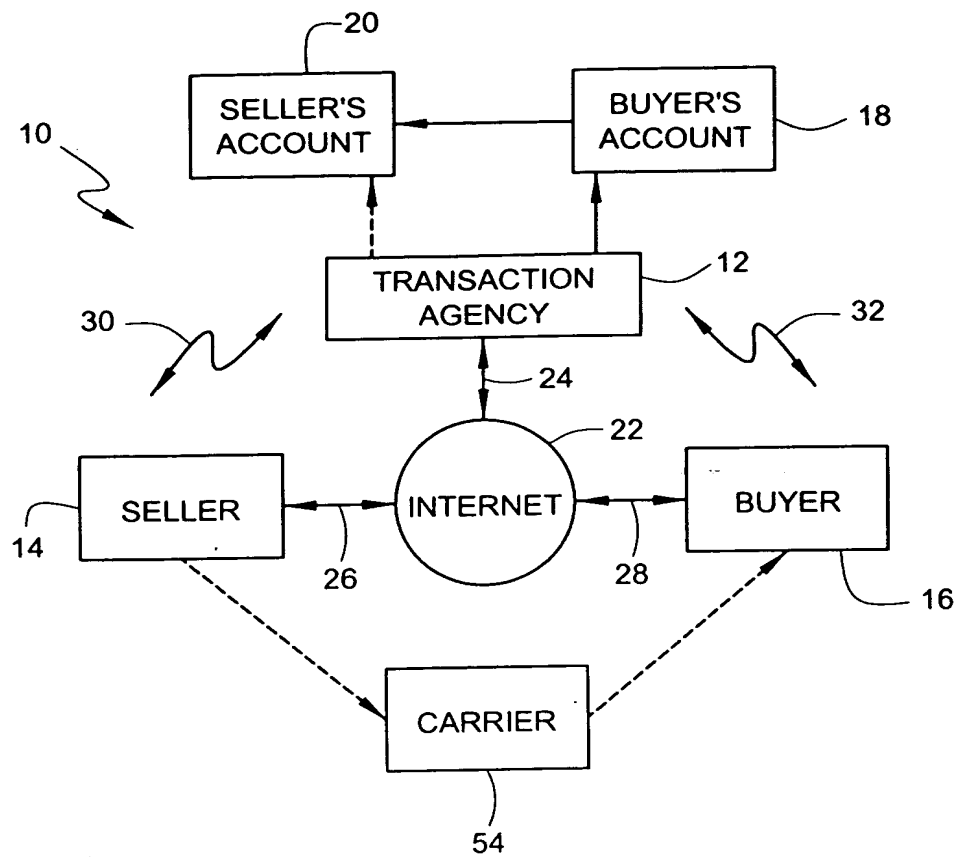 20
SELLER'S
ACCOUNT
BUYER'S
ACCOUNT
18
10
TRANSACTION
AGENCY
12
30
32
24
22
SELLER
INTERNET
BUYER
14
26
28
16
CARRIER
54